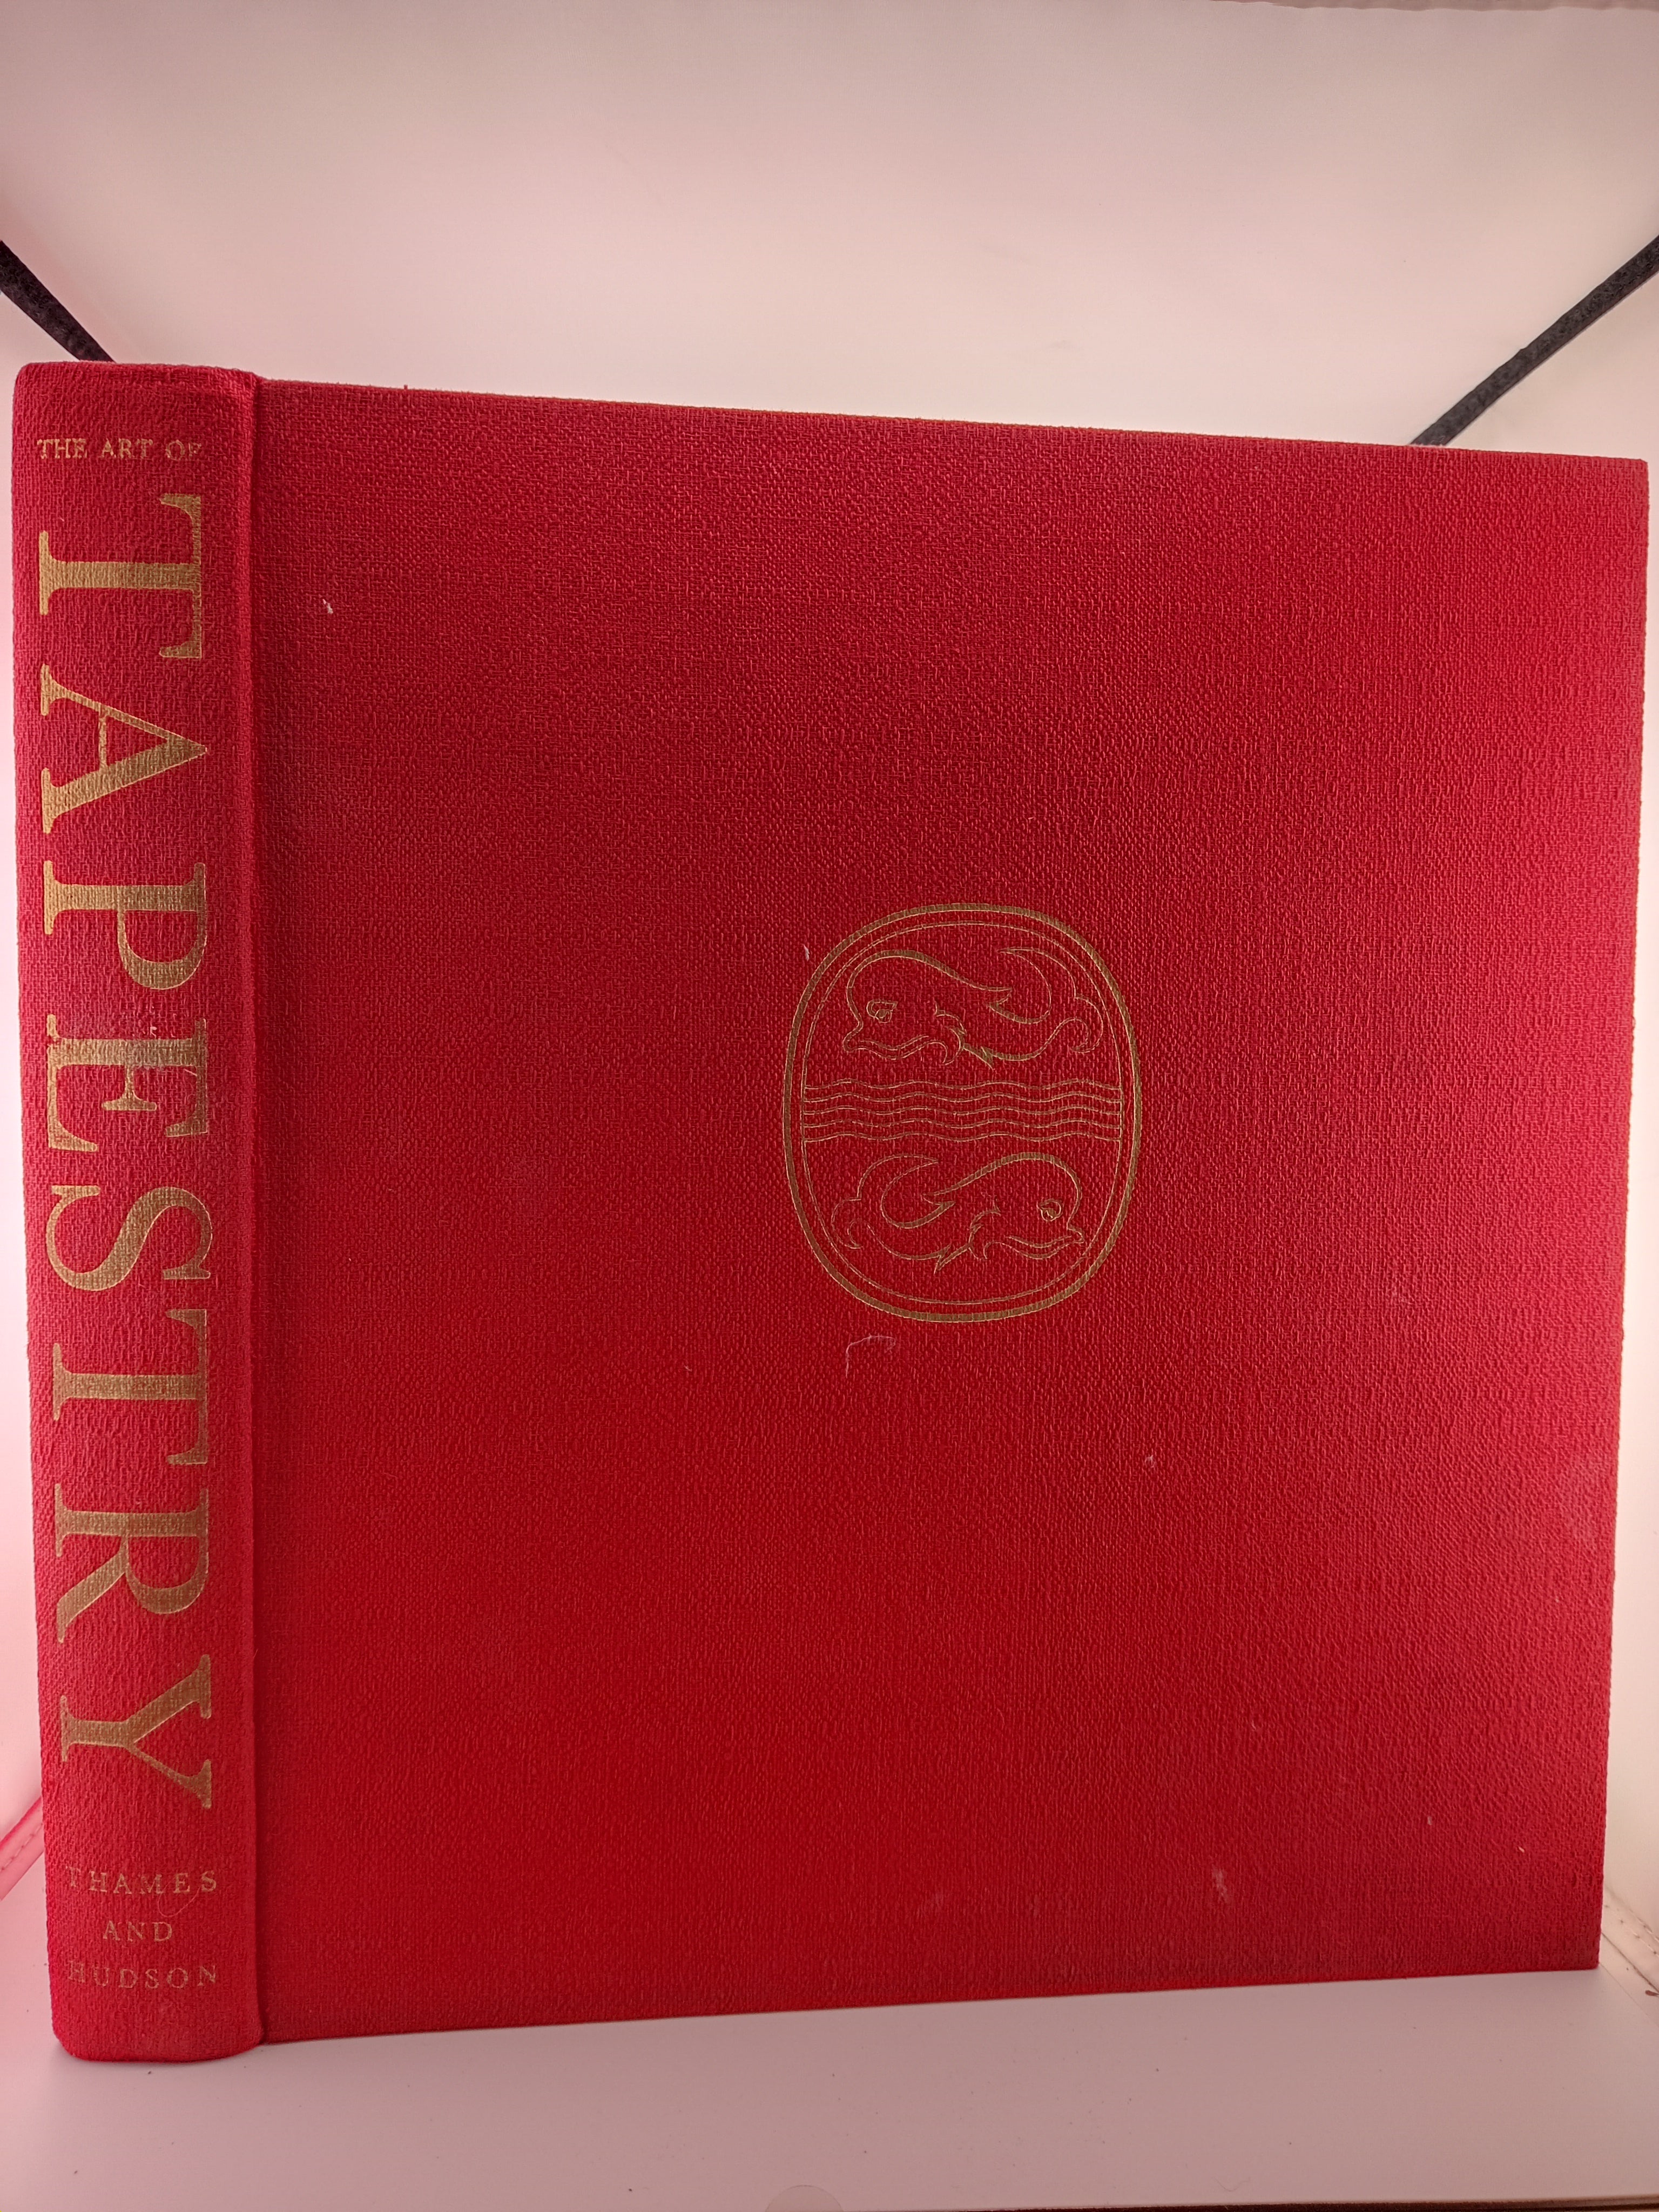 THE ART OF
TAPESTRY
THAMES
AND
HUDSON